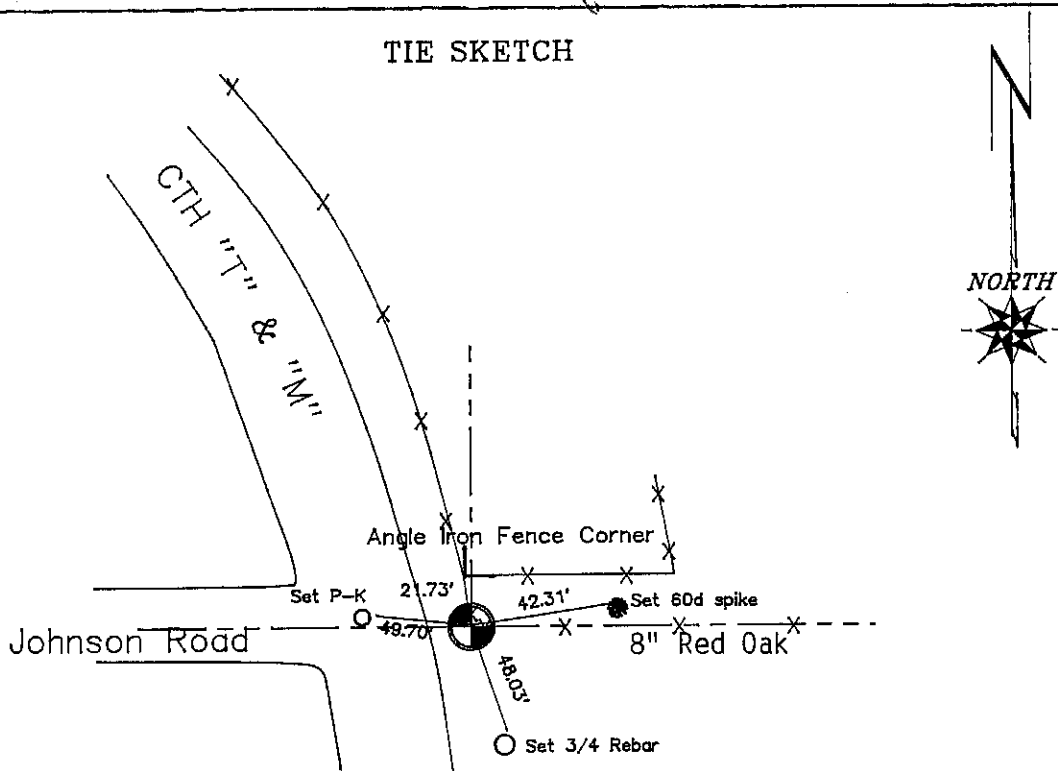 TIE SKETCH
CTH "T" & "M"
NORTH
Angle Iron Fence Corner
21.73'
Set P-K
42.31'
Set 60d spike
49.70'
Johnson Road
8" Red Oak
48.03'
Set 3/4 Rebar